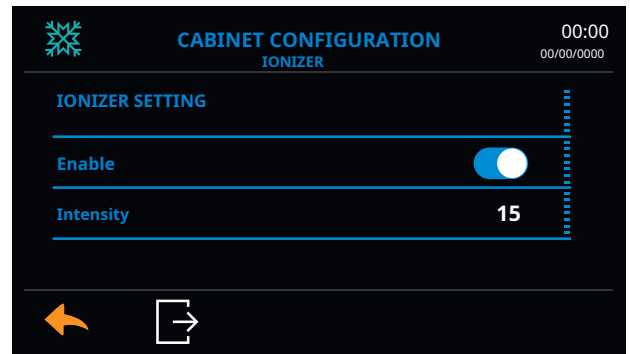 CABINET CONFIGURATION
00:00
IONIZER
00/00/0000
IONIZER SETTING
Enable
Intensity 15